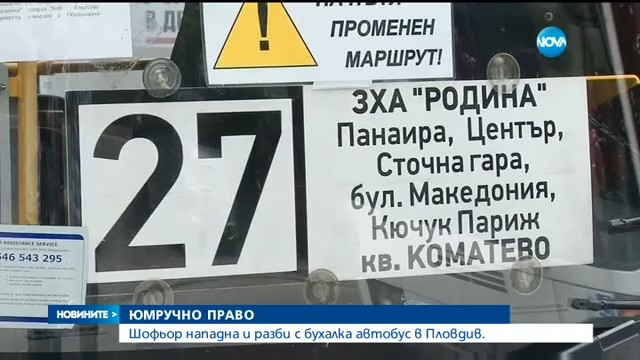 В ДЕ
ПРОМЕНЕН
МАРШРУТ!
NOVA
27
ЗХА "РОДИНА"
Панаира, Център,
Сточна гара,
бул. Македония,
Кючук Париж
кв. КОМАТЕВО
ASSISTANCE SERVICE
546 543 295
НОВИНИТЕ
ЮМРУЧНО ПРАВО
Шофьор нападна и разби с бухалка автобус в Пловдив.